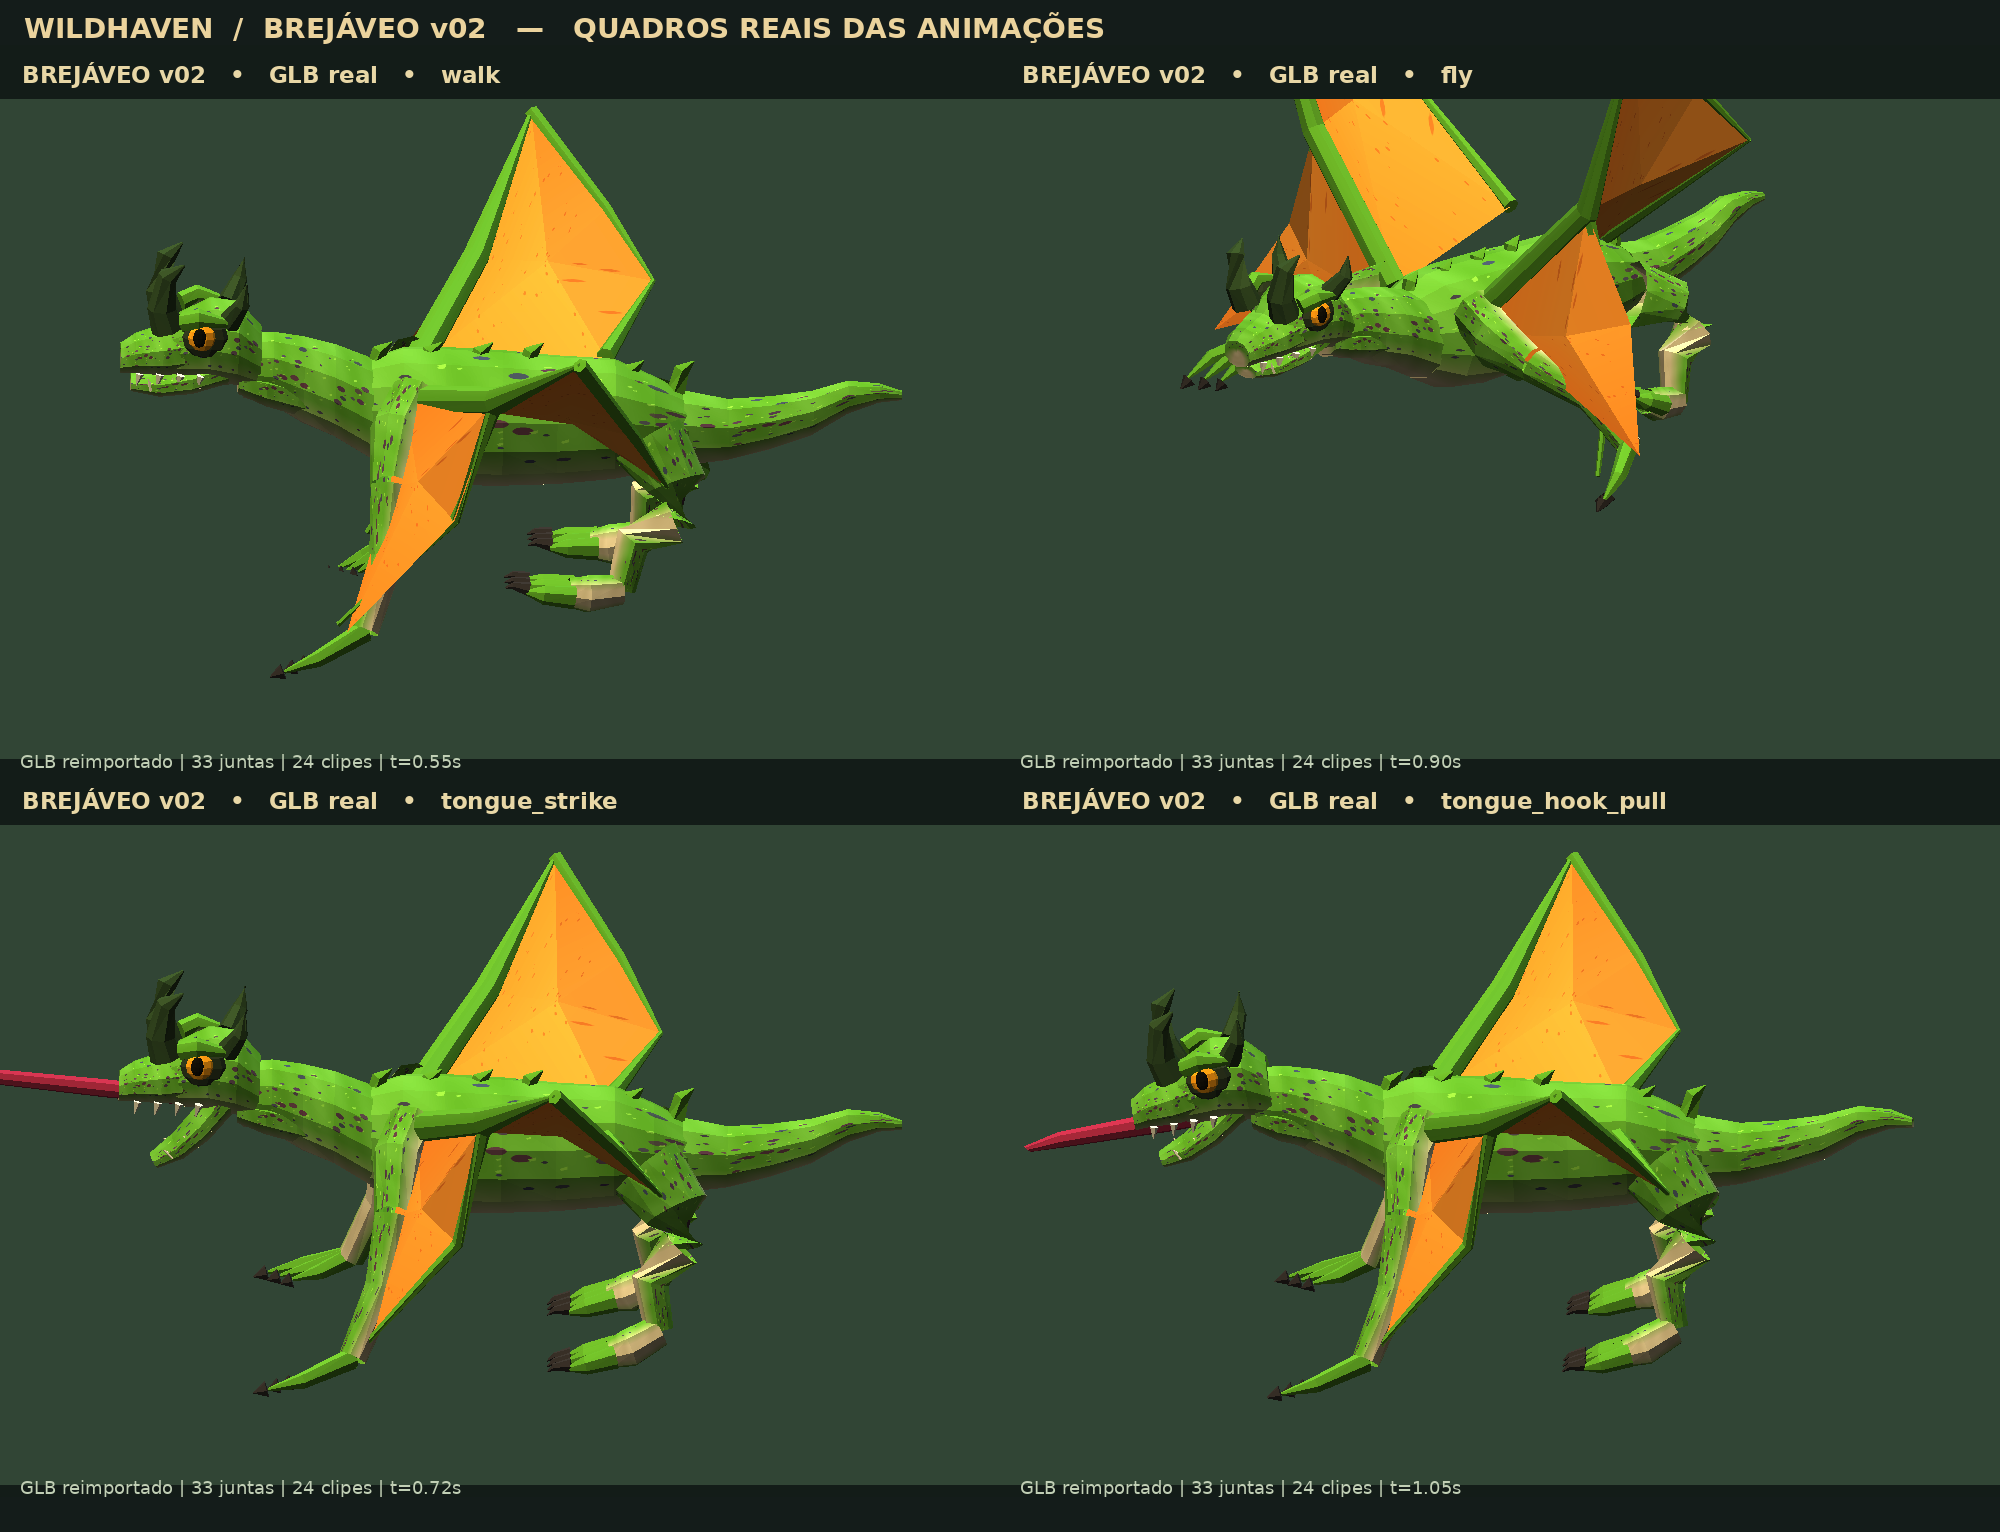 WILDHAVEN / BREJÁVEO v02 — QUADROS REAIS DAS ANIMAÇÕES
BREJÁVEO v02 • GLB real • walk
BREJÁVEO v02 • GLB real • fly
GLB reimportado | 33 juntas | 24 clipes | t=0.55s
GLB reimportado | 33 juntas | 24 clipes | t=0.90s
BREJÁVEO v02 • GLB real • tongue_strike
BREJÁVEO v02 • GLB real • tongue_hook_pull
GLB reimportado | 33 juntas | 24 clipes | t=0.72s
GLB reimportado | 33 juntas | 24 clipes | t=1.05s